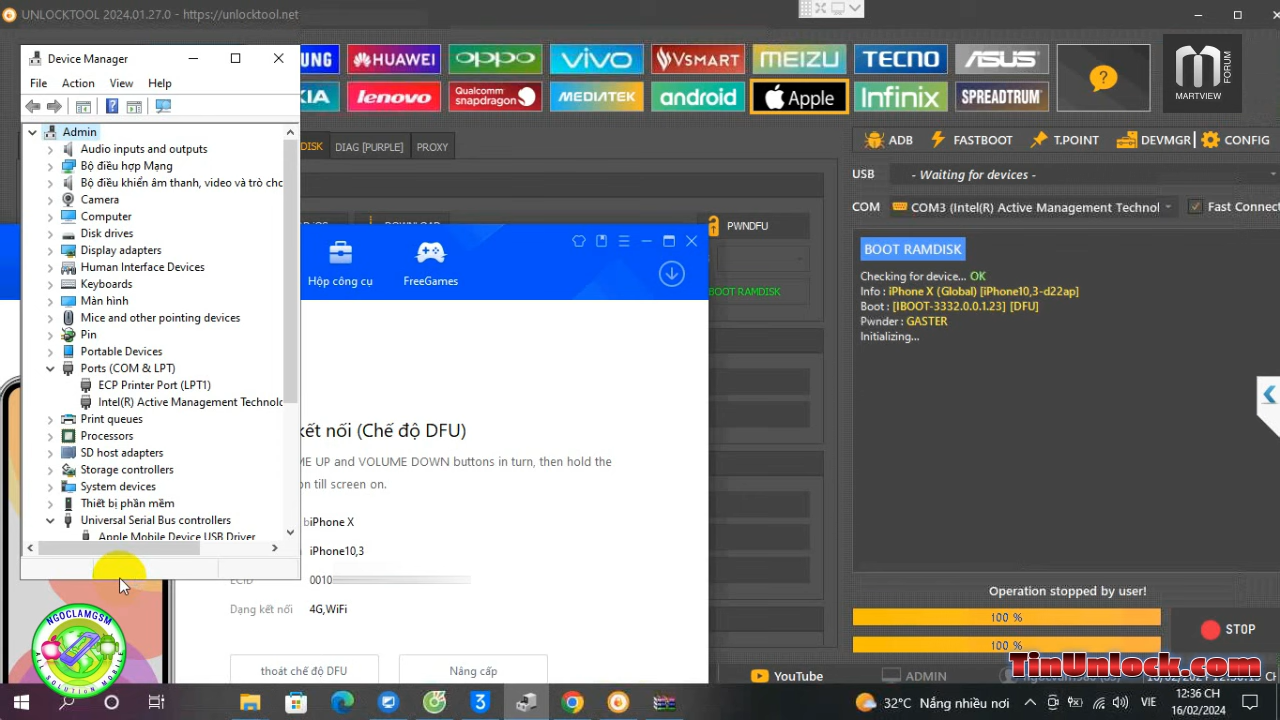 UNLOCKTOOL 2024.01.27.0 - https://unlocktool.net
Device Manager
File Action View Help
Admin
Audio inputs and outputs
Bộ điều hợp Mạng
Bộ điều khiển âm thanh, video và trò chơ
Camera
Computer
Disk drives
Display adapters
Human Interface Devices
Keyboards
Màn hình
Mice and other pointing devices
Pin
Portable Devices
Ports (COM & LPT)
ECP Printer Port (LPT1)
Intel(R) Active Management Technolo
Print queues
Processors
SD host adapters
Storage controllers
System devices
Thiết bị phần mềm
Universal Serial Bus controllers
Apple Mobile Device USB Driver
HUAWEI oppo vivo VSMART MEIZU TECNO ASUS
lenovo Qualcomm snapdragon MEDIATEK android Apple Infinix SPREADTRUM
?
MARTVIEW FORUM
DISK DIAG [PURPLE] PROXY
PWNDFU
BOOT RAMDISK
Hộp công cụ
FreeGames
kết nối (Chế độ DFU)
ME UP and VOLUME DOWN buttons in turn, then hold the
on till screen on.
iPhone X
iPhone10,3
ECID 0010
Dạng kết nối 4G,WiFi
thoát chế độ DFU
Nâng cấp
ADB FASTBOOT T.POINT DEVMGR CONFIG
USB - Waiting for devices -
COM COM3 (Intel(R) Active Management Technol
Fast Connect
BOOT RAMDISK
Checking for device... OK
Info : iPhone X (Global) [iPhone10,3-d22ap]
Boot : [IBOOT-3332.0.0.1.23] [DFU]
Pwnder : GASTER
Initializing...
Operation stopped by user!
100 %
100 %
STOP
YouTube
ADMIN
TinUnlock.com
NGOCLAMGSM
SOLUTION MOBILE
32°C Nắng nhiều nơi
VIE
12:36 CH
16/02/2024